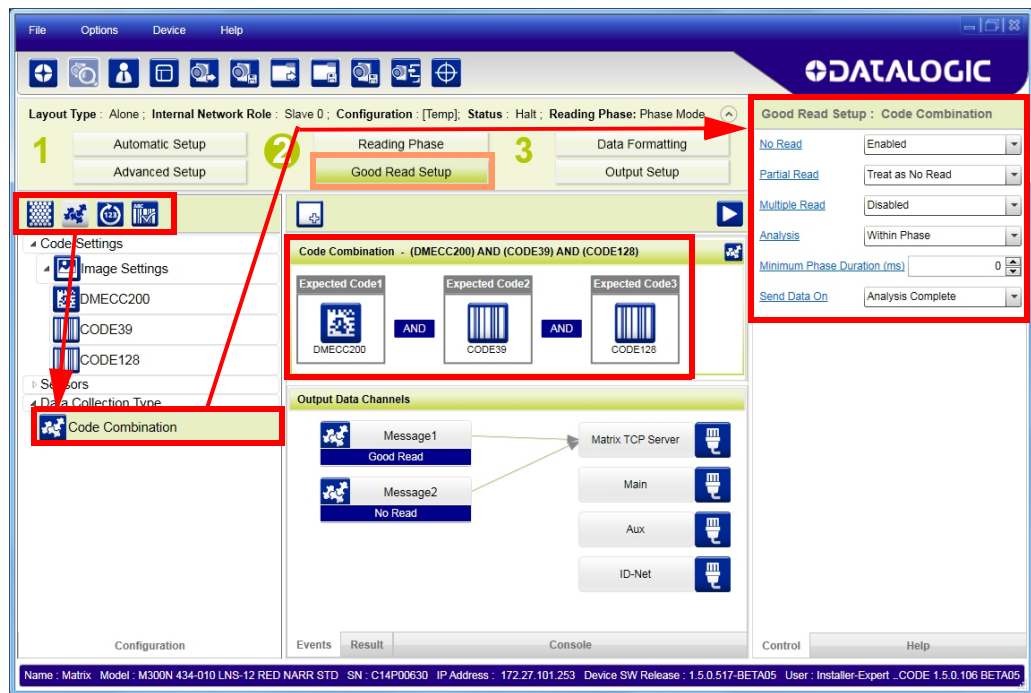 File Options Device Help
DATALOGIC
Layout Type : Alone ; Internal Network Role : Slave 0 ; Configuration : [Temp]; Status : Halt ; Reading Phase: Phase Mode
1 Automatic Setup
Advanced Setup
2 Reading Phase
Good Read Setup
3 Data Formatting
Output Setup
123
Code Settings
Image Settings
DMECC200
CODE39
CODE128
Sensors
Data Collection Type
Code Combination
Configuration
Code Combination - (DMECC200) AND (CODE39) AND (CODE128)
Expected Code1 Expected Code2 Expected Code3
AND AND
DMECC200 CODE39 CODE128
Output Data Channels
Message1
Good Read
Message2
No Read
Matrix TCP Server
Main
Aux
ID-Net
Events Result Console
Good Read Setup : Code Combination
No Read Enabled
Partial Read Treat as No Read
Multiple Read Disabled
Analysis Within Phase
Minimum Phase Duration (ms) 0
Send Data On Analysis Complete
Control Help
Name : Matrix Model : M300N 434-010 LNS-12 RED NARR STD SN : C14P00630 IP Address : 172.27.101.253 Device SW Release : 1.5.0.517-BETA05 User : Installer-Expert ..CODE 1.5.0.106 BETA05